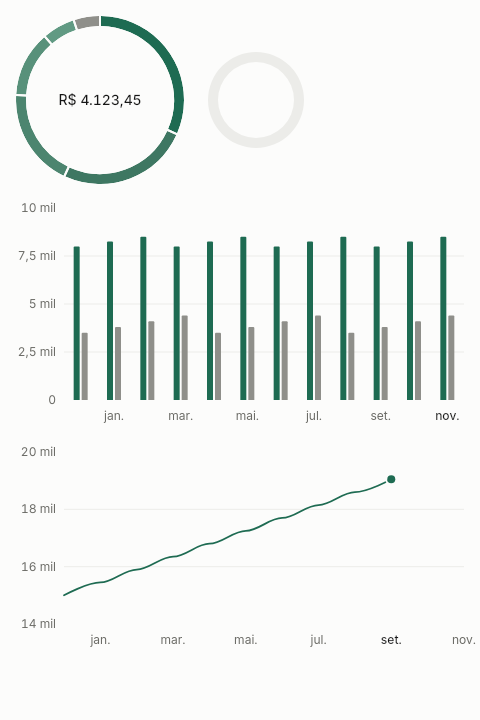 R$ 4.123,45
10 mil
7,5 mil
5 mil
2,5 mil
0
jan. mar. mai. jul. set. nov.
20 mil
18 mil
16 mil
14 mil
jan. mar. mai. jul. set. nov.